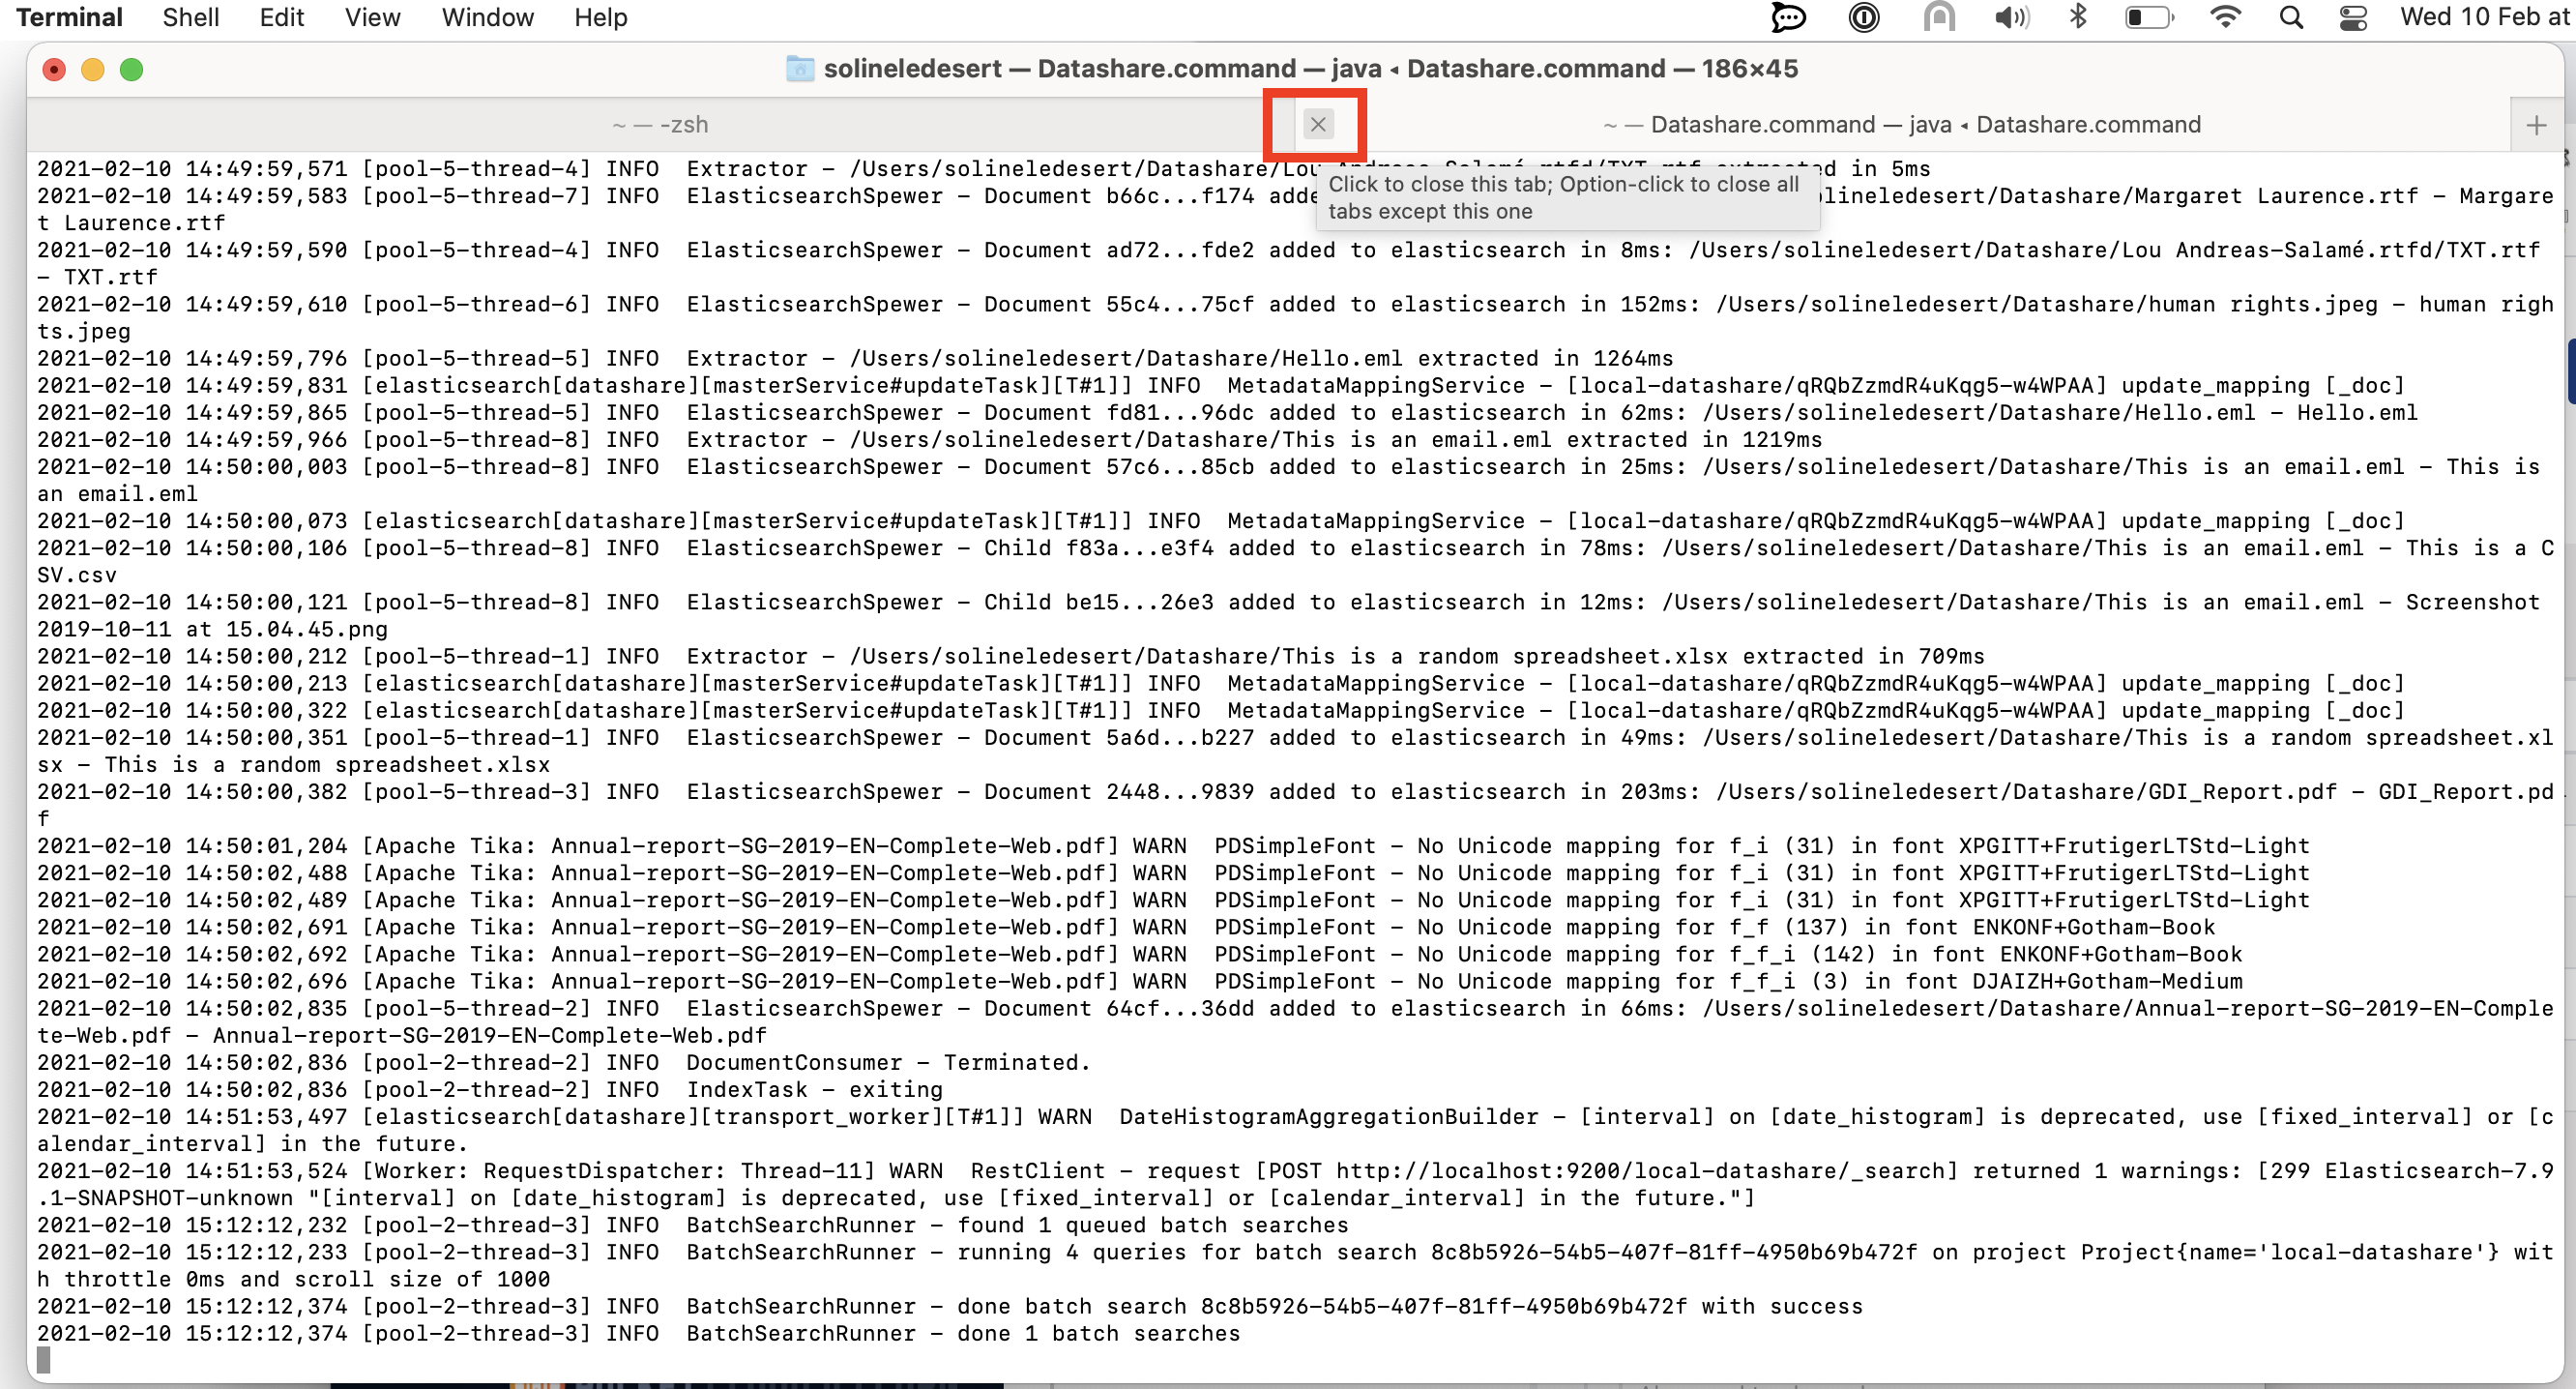 Terminal Shell Edit View Window Help Wed 10 Feb at
solineledesert — Datashare.command — java ◂ Datashare.command — 186×45
~ — -zsh ~ — Datashare.command — java ◂ Datashare.command
2021-02-10 14:49:59,571 [pool-5-thread-4] INFO  Extractor - /Users/solineledesert/Datashare/Lou Andreas-Salamé.rtfd/TXT.rtf extracted in 5ms
Click to close this tab; Option-click to close all
tabs except this one
2021-02-10 14:49:59,583 [pool-5-thread-7] INFO  ElasticsearchSpewer - Document b66c...f174 adde lineledesert/Datashare/Margaret Laurence.rtf - Margare
t Laurence.rtf
2021-02-10 14:49:59,590 [pool-5-thread-4] INFO  ElasticsearchSpewer - Document ad72...fde2 added to elasticsearch in 8ms: /Users/solineledesert/Datashare/Lou Andreas-Salamé.rtfd/TXT.rtf
- TXT.rtf
2021-02-10 14:49:59,610 [pool-5-thread-6] INFO  ElasticsearchSpewer - Document 55c4...75cf added to elasticsearch in 152ms: /Users/solineledesert/Datashare/human rights.jpeg - human righ
ts.jpeg
2021-02-10 14:49:59,796 [pool-5-thread-5] INFO  Extractor - /Users/solineledesert/Datashare/Hello.eml extracted in 1264ms
2021-02-10 14:49:59,831 [elasticsearch[datashare][masterService#updateTask][T#1]] INFO  MetadataMappingService - [local-datashare/qRQbZzmdR4uKqg5-w4WPAA] update_mapping [_doc]
2021-02-10 14:49:59,865 [pool-5-thread-5] INFO  ElasticsearchSpewer - Document fd81...96dc added to elasticsearch in 62ms: /Users/solineledesert/Datashare/Hello.eml - Hello.eml
2021-02-10 14:49:59,966 [pool-5-thread-8] INFO  Extractor - /Users/solineledesert/Datashare/This is an email.eml extracted in 1219ms
2021-02-10 14:50:00,003 [pool-5-thread-8] INFO  ElasticsearchSpewer - Document 57c6...85cb added to elasticsearch in 25ms: /Users/solineledesert/Datashare/This is an email.eml - This is
an email.eml
2021-02-10 14:50:00,073 [elasticsearch[datashare][masterService#updateTask][T#1]] INFO  MetadataMappingService - [local-datashare/qRQbZzmdR4uKqg5-w4WPAA] update_mapping [_doc]
2021-02-10 14:50:00,106 [pool-5-thread-8] INFO  ElasticsearchSpewer - Child f83a...e3f4 added to elasticsearch in 78ms: /Users/solineledesert/Datashare/This is an email.eml - This is a C
SV.csv
2021-02-10 14:50:00,121 [pool-5-thread-8] INFO  ElasticsearchSpewer - Child be15...26e3 added to elasticsearch in 12ms: /Users/solineledesert/Datashare/This is an email.eml - Screenshot
2019-10-11 at 15.04.45.png
2021-02-10 14:50:00,212 [pool-5-thread-1] INFO  Extractor - /Users/solineledesert/Datashare/This is a random spreadsheet.xlsx extracted in 709ms
2021-02-10 14:50:00,213 [elasticsearch[datashare][masterService#updateTask][T#1]] INFO  MetadataMappingService - [local-datashare/qRQbZzmdR4uKqg5-w4WPAA] update_mapping [_doc]
2021-02-10 14:50:00,322 [elasticsearch[datashare][masterService#updateTask][T#1]] INFO  MetadataMappingService - [local-datashare/qRQbZzmdR4uKqg5-w4WPAA] update_mapping [_doc]
2021-02-10 14:50:00,351 [pool-5-thread-1] INFO  ElasticsearchSpewer - Document 5a6d...b227 added to elasticsearch in 49ms: /Users/solineledesert/Datashare/This is a random spreadsheet.xl
sx - This is a random spreadsheet.xlsx
2021-02-10 14:50:00,382 [pool-5-thread-3] INFO  ElasticsearchSpewer - Document 2448...9839 added to elasticsearch in 203ms: /Users/solineledesert/Datashare/GDI_Report.pdf - GDI_Report.pd
f
2021-02-10 14:50:01,204 [Apache Tika: Annual-report-SG-2019-EN-Complete-Web.pdf] WARN  PDSimpleFont - No Unicode mapping for f_i (31) in font XPGITT+FrutigerLTStd-Light
2021-02-10 14:50:02,488 [Apache Tika: Annual-report-SG-2019-EN-Complete-Web.pdf] WARN  PDSimpleFont - No Unicode mapping for f_i (31) in font XPGITT+FrutigerLTStd-Light
2021-02-10 14:50:02,489 [Apache Tika: Annual-report-SG-2019-EN-Complete-Web.pdf] WARN  PDSimpleFont - No Unicode mapping for f_i (31) in font XPGITT+FrutigerLTStd-Light
2021-02-10 14:50:02,691 [Apache Tika: Annual-report-SG-2019-EN-Complete-Web.pdf] WARN  PDSimpleFont - No Unicode mapping for f_f (137) in font ENKONF+Gotham-Book
2021-02-10 14:50:02,692 [Apache Tika: Annual-report-SG-2019-EN-Complete-Web.pdf] WARN  PDSimpleFont - No Unicode mapping for f_f_i (142) in font ENKONF+Gotham-Book
2021-02-10 14:50:02,696 [Apache Tika: Annual-report-SG-2019-EN-Complete-Web.pdf] WARN  PDSimpleFont - No Unicode mapping for f_f_i (3) in font DJAIZH+Gotham-Medium
2021-02-10 14:50:02,835 [pool-5-thread-2] INFO  ElasticsearchSpewer - Document 64cf...36dd added to elasticsearch in 66ms: /Users/solineledesert/Datashare/Annual-report-SG-2019-EN-Comple
te-Web.pdf - Annual-report-SG-2019-EN-Complete-Web.pdf
2021-02-10 14:50:02,836 [pool-2-thread-2] INFO  DocumentConsumer - Terminated.
2021-02-10 14:50:02,836 [pool-2-thread-2] INFO  IndexTask - exiting
2021-02-10 14:51:53,497 [elasticsearch[datashare][transport_worker][T#1]] WARN  DateHistogramAggregationBuilder - [interval] on [date_histogram] is deprecated, use [fixed_interval] or [c
alendar_interval] in the future.
2021-02-10 14:51:53,524 [Worker: RequestDispatcher: Thread-11] WARN  RestClient - request [POST http://localhost:9200/local-datashare/_search] returned 1 warnings: [299 Elasticsearch-7.9
.1-SNAPSHOT-unknown "[interval] on [date_histogram] is deprecated, use [fixed_interval] or [calendar_interval] in the future."]
2021-02-10 15:12:12,232 [pool-2-thread-3] INFO  BatchSearchRunner - found 1 queued batch searches
2021-02-10 15:12:12,233 [pool-2-thread-3] INFO  BatchSearchRunner - running 4 queries for batch search 8c8b5926-54b5-407f-81ff-4950b69b472f on project Project{name='local-datashare'} wit
h throttle 0ms and scroll size of 1000
2021-02-10 15:12:12,374 [pool-2-thread-3] INFO  BatchSearchRunner - done batch search 8c8b5926-54b5-407f-81ff-4950b69b472f with success
2021-02-10 15:12:12,374 [pool-2-thread-3] INFO  BatchSearchRunner - done 1 batch searches